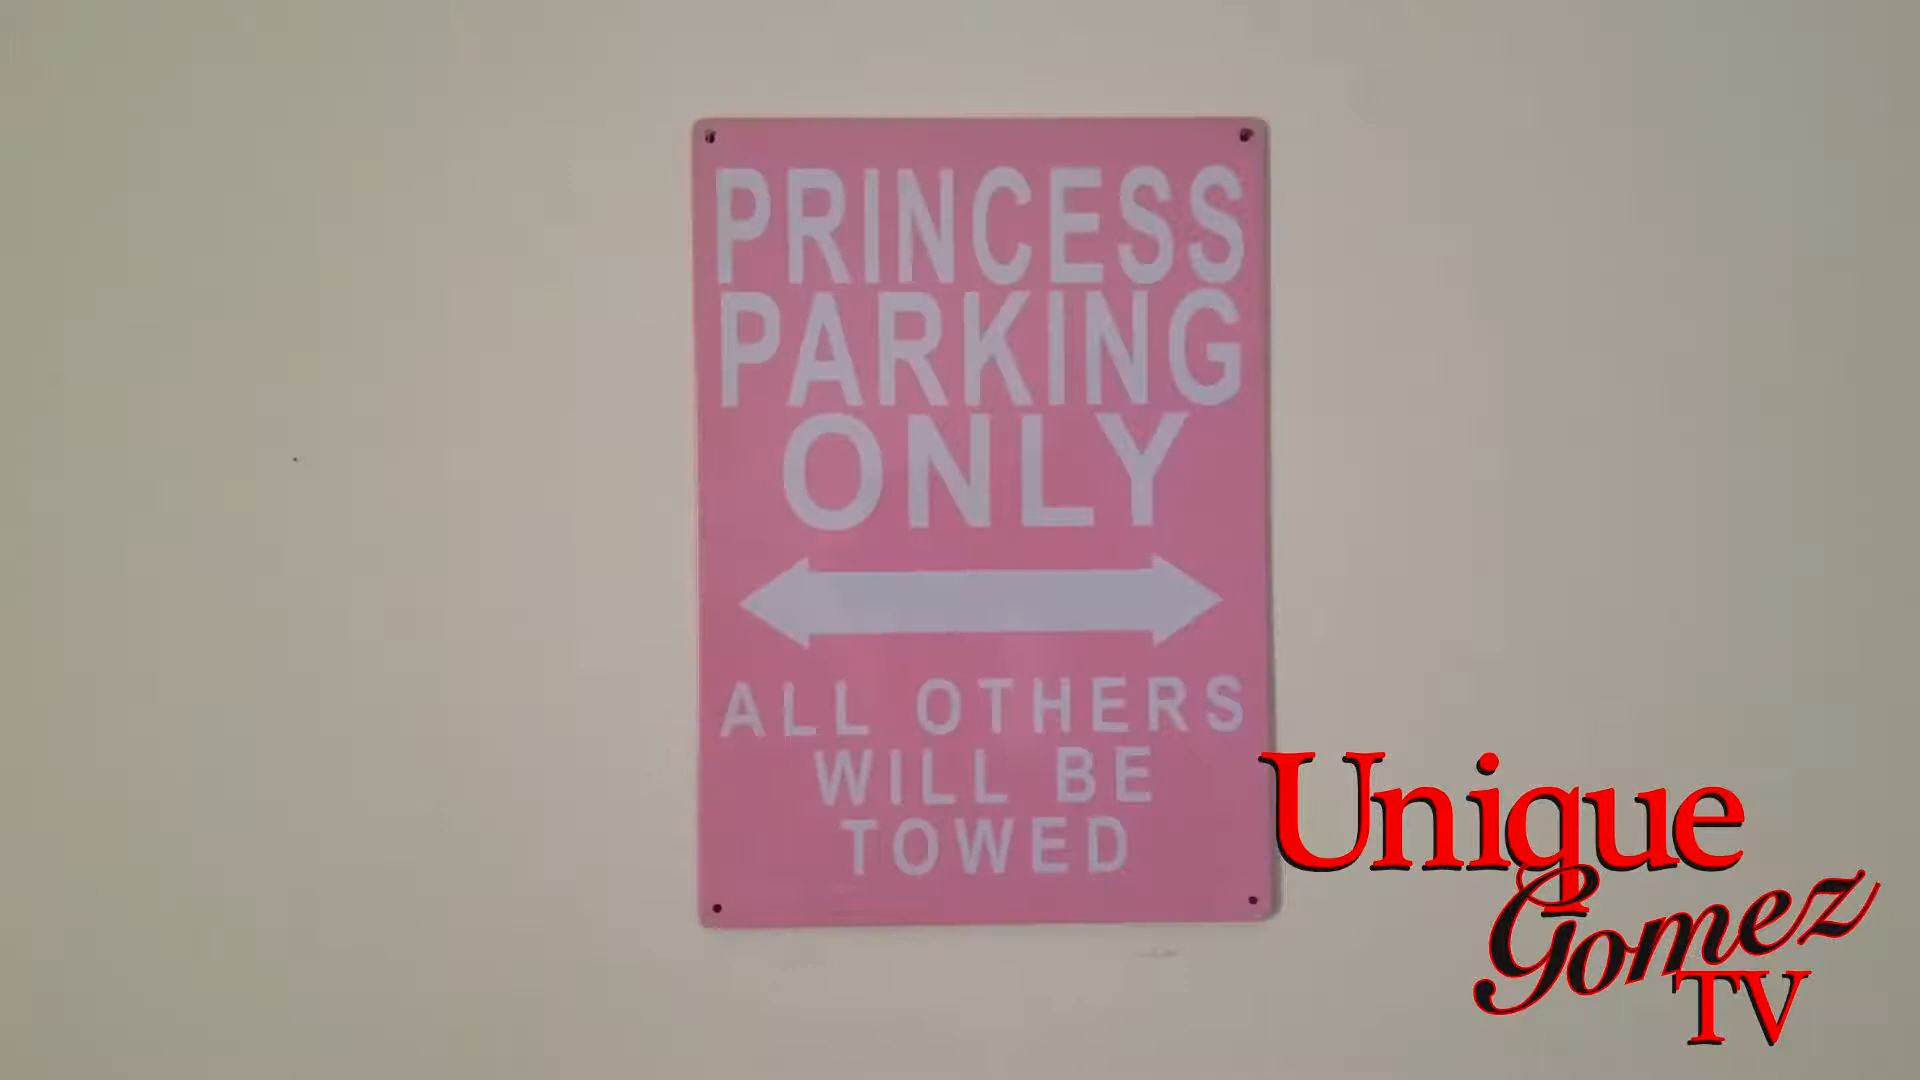 PRINCESS
PARKING
ONLY
ALL OTHERS
WILL BE
TOWED
Unique
Gomez
TV